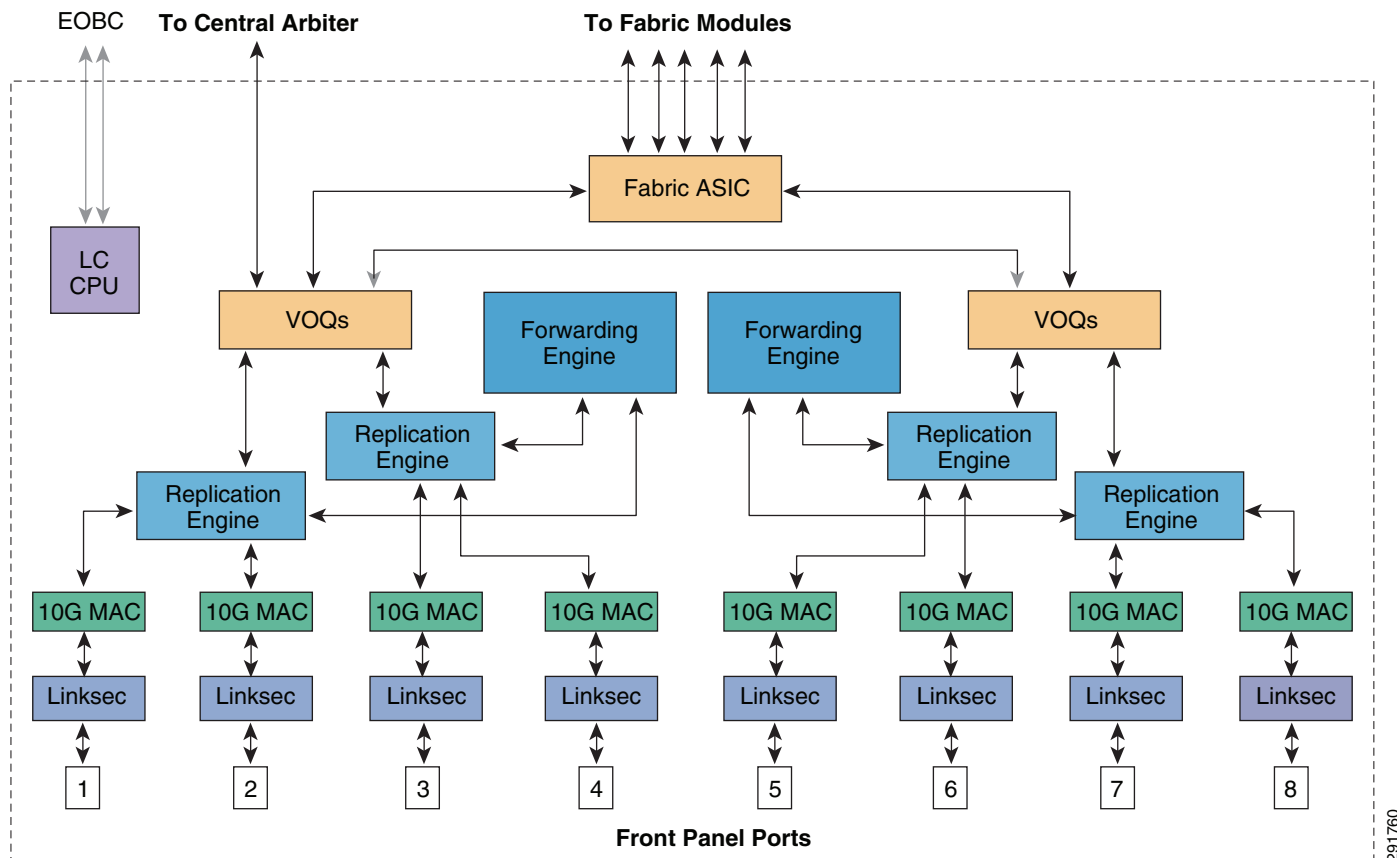 EOBC
To Central Arbiter
To Fabric Modules
Fabric ASIC
LC
CPU
VOQs
Forwarding
Engine
Forwarding
Engine
VOQs
Replication
Engine
Replication
Engine
Replication
Engine
Replication
Engine
10G MAC
10G MAC
10G MAC
10G MAC
10G MAC
10G MAC
10G MAC
10G MAC
Linksec
Linksec
Linksec
Linksec
Linksec
Linksec
Linksec
Linksec
1
2
3
4
5
6
7
8
Front Panel Ports
291760